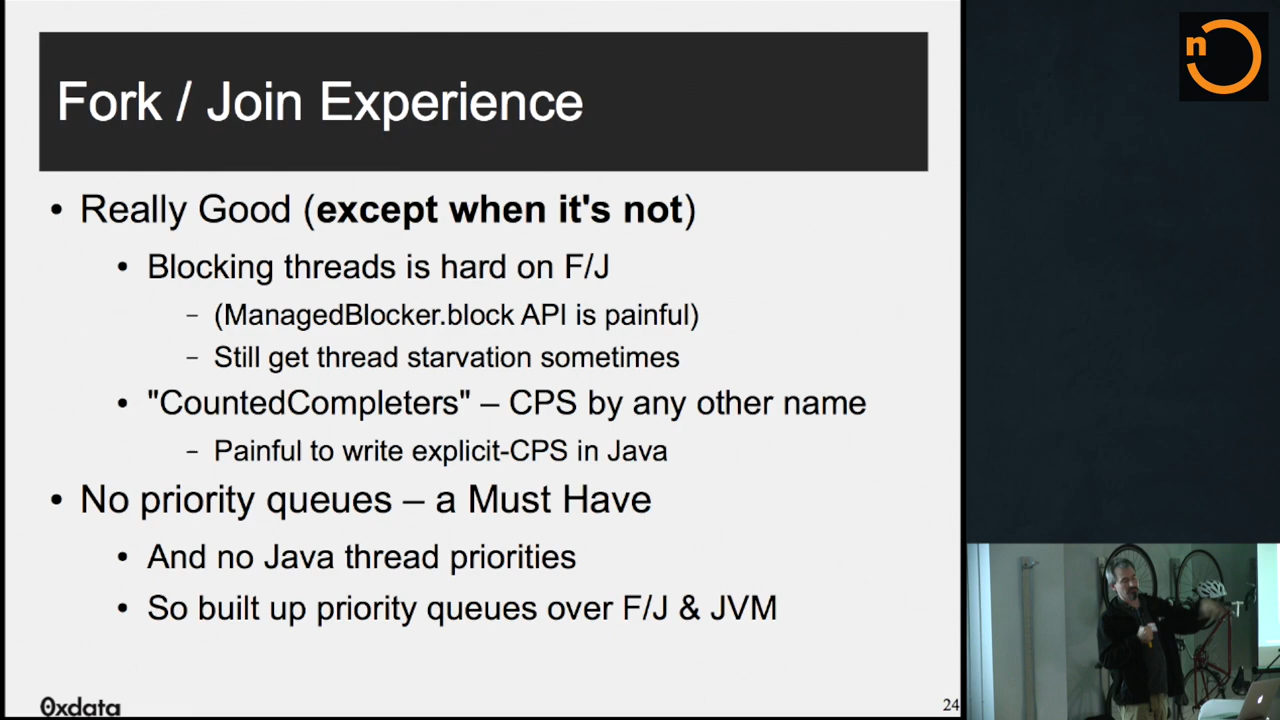 n
Fork / Join Experience
• Really Good (except when it's not)
• Blocking threads is hard on F/J
– (ManagedBlocker.block API is painful)
– Still get thread starvation sometimes
• "CountedCompleters" – CPS by any other name
– Painful to write explicit-CPS in Java
• No priority queues – a Must Have
• And no Java thread priorities
• So built up priority queues over F/J & JVM
0xdata
24